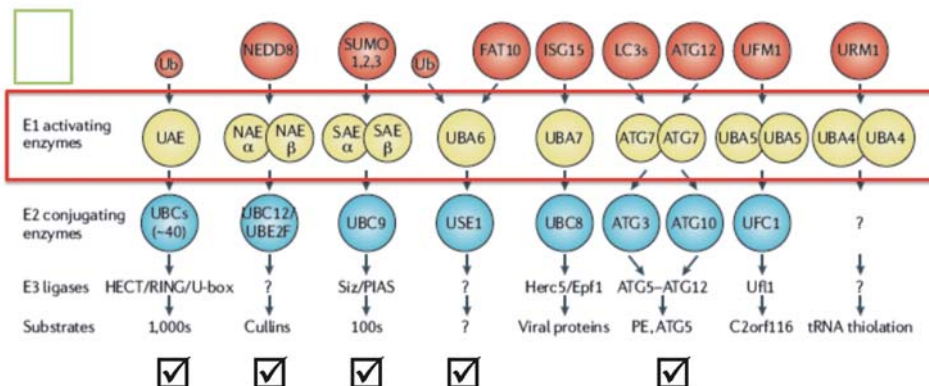 Ub NEDD8 SUMO 1,2,3 Ub FAT10 ISG15 LC3s ATG12 UFM1 URM1
E1 activating enzymes UAE NAE α NAE β SAE α SAE β UBA6 UBA7 ATG7 ATG7 UBA5 UBA5 UBA4 UBA4
E2 conjugating enzymes UBCs (~40) UBC12/ UBE2F UBC9 USE1 UBC8 ATG3 ATG10 UFC1 ?
E3 ligases HECT/RING/U-box ? Siz/PIAS ? Herc5/Epf1 ATG5–ATG12 Ufl1 ?
Substrates 1,000s Cullins 100s ? Viral proteins PE, ATG5 C2orf116 tRNA thiolation